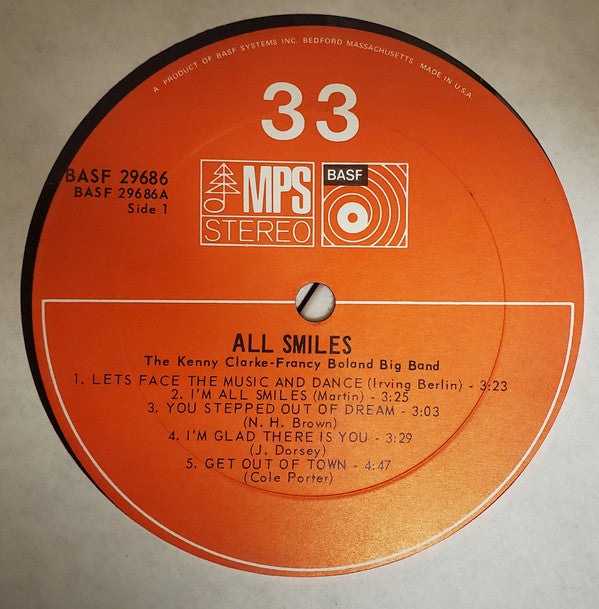 A PRODUCT OF BASF SYSTEMS INC. BEDFORD MASSACHUSETTS. MADE IN U.S.A.
33
BASF 29686
BASF 29686A
Side 1
MPS
STEREO
BASF
ALL SMILES
The Kenny Clarke-Francy Boland Big Band
1. LETS FACE THE MUSIC AND DANCE (Irving Berlin) - 3:23
2. I'M ALL SMILES (Martin) - 3:25
3. YOU STEPPED OUT OF DREAM - 3:03
(N. H. Brown)
4. I'M GLAD THERE IS YOU - 3:29
(J. Dorsey)
5. GET OUT OF TOWN - 4:47
(Cole Porter)